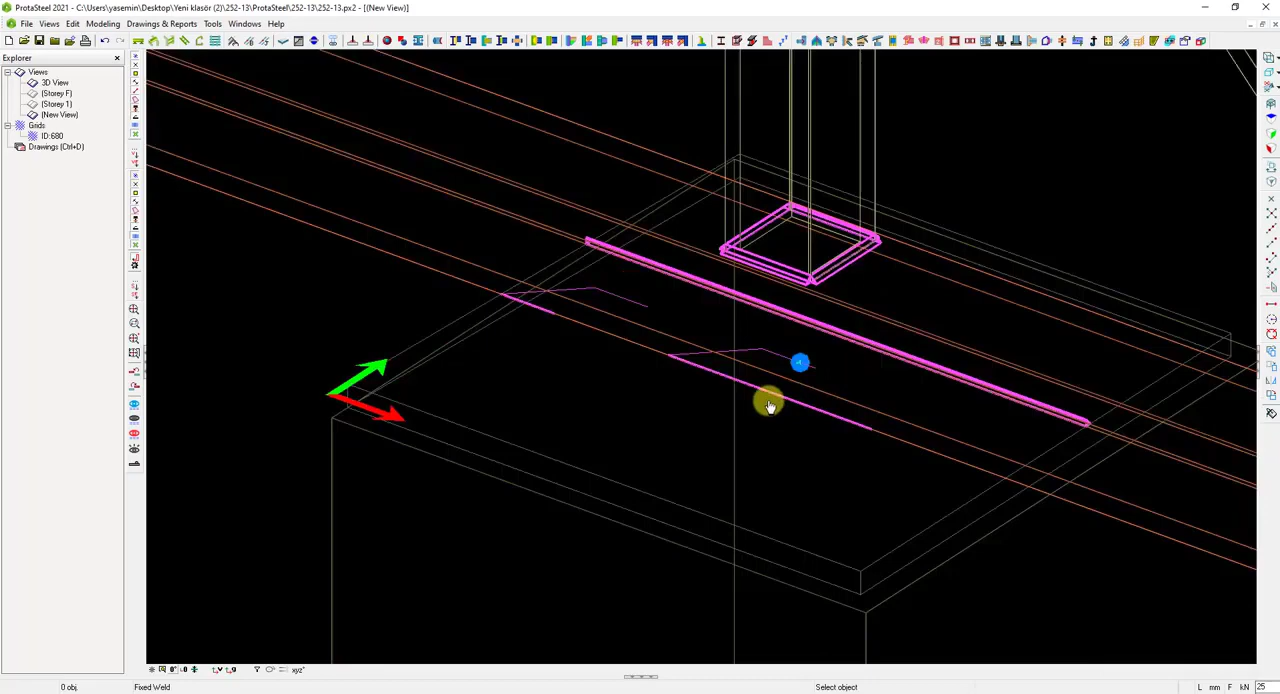 ProtaSteel 2021 - C:\Users\yasemin\Desktop\Yeni klasör (2)\252-13\ProtaSteel\252-13\252-13.px2 - [(New View)]
File Views Edit Modeling Drawings & Reports Tools Windows Help
Explorer
Views
3D View
(Storey F)
(Storey 1)
(New View)
Grids
ID:680
Drawings (Ctrl+D)
0 obj. Fixed Weld Select object L mm F kN 25